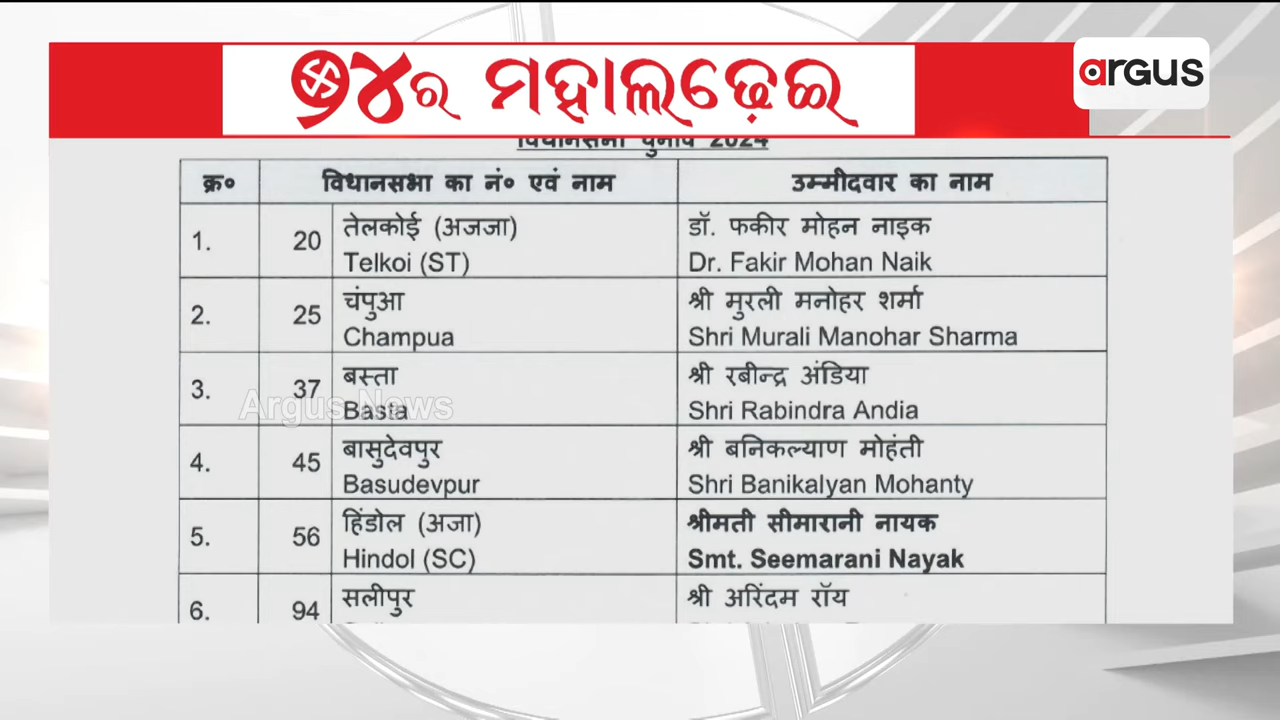 ୨୪ର ମହାଲଢ଼େଇ
argus
विधानसभा चुनाव 2024
क्र० विधानसभा का नं० एवं नाम उम्मीदवार का नाम
1. 20 तेलकोई (अजजा) डॉ. फकीर मोहन नाइक
Telkoi (ST) Dr. Fakir Mohan Naik
2. 25 चंपुआ श्री मुरली मनोहर शर्मा
Champua Shri Murali Manohar Sharma
3. 37 बस्ता श्री रबीन्द्र अंडिया
Basta Shri Rabindra Andia
Argus News
4. 45 बासुदेवपुर श्री बनिकल्याण मोहंती
Basudevpur Shri Banikalyan Mohanty
5. 56 हिंडोल (अजा) श्रीमती सीमारानी नायक
Hindol (SC) Smt. Seemarani Nayak
6. 94 सलीपुर श्री अरिंदम रॉय